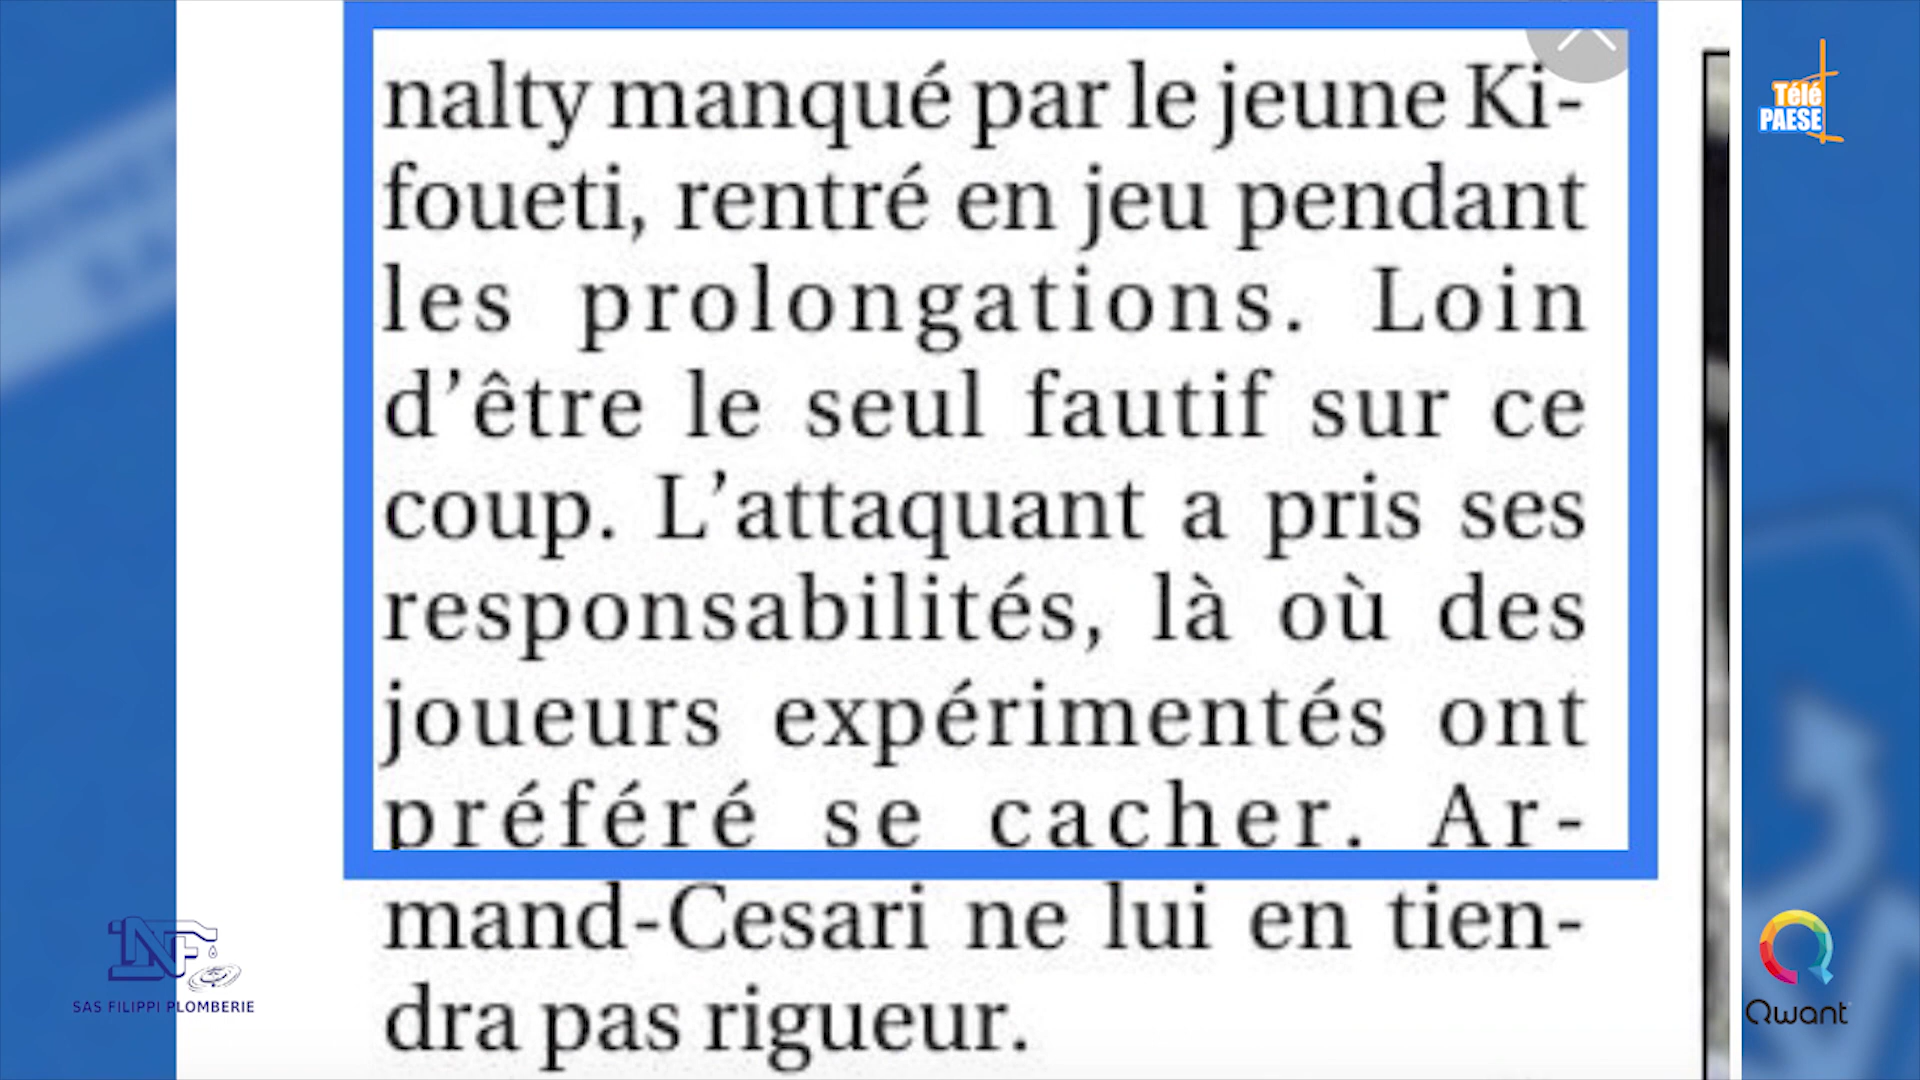 nalty manqué par le jeune Ki-
foueti, rentré en jeu pendant
les prolongations. Loin
d’être le seul fautif sur ce
coup. L’attaquant a pris ses
responsabilités, là où des
joueurs expérimentés ont
préféré se cacher. Ar-
mand-Cesari ne lui en tien-
dra pas rigueur.
Télé
PAESE
NF
SAS FILIPPI PLOMBERIE
Qwant